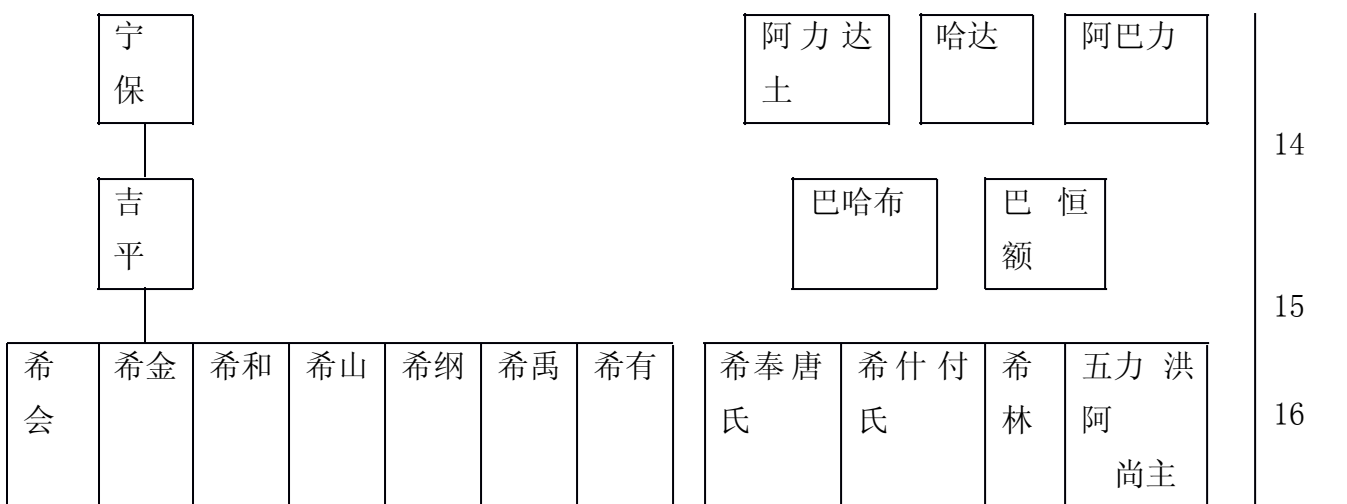 宁
保
阿力达
土
哈达
阿巴力
14
吉
平
巴哈布
巴 恒
额
15
希
会
希金
希和
希山
希纲
希禹
希有
希奉唐
氏
希什付
氏
希
林
五力 洪
阿
尚主
16